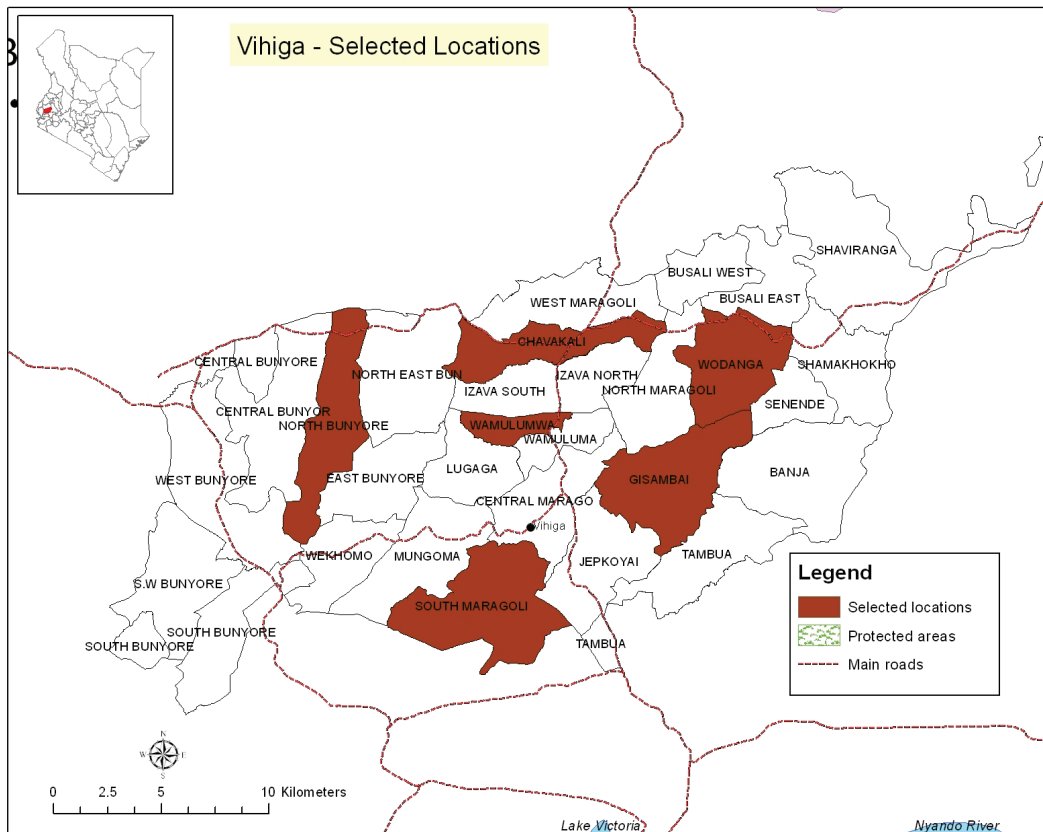 B
•
Vihiga - Selected Locations
SHAVIRANGA
BUSALI WEST
BUSALI EAST
WEST MARAGOLI
CHAVAKALI
CENTRAL BUNYORE
NORTH EAST BUN
ZAVA NORTH
WODANGA
SHAMAKHOKHO
IZAVA SOUTH
NORTH MARAGOLI
SENENDE
CENTRAL BUNYOR
NORTH BUNYORE
WAMULUMWA
WAMULUMA
WEST BUNYORE
EAST BUNYORE
LUGAGA
GISAMBAI
BANJA
CENTRAL MARAGO
Vihiga
WEKHOMO
MUNGOMA
JEPKOYAI
TAMBUA
S.W BUNYORE
SOUTH MARAGOLI
SOUTH BUNYORE
SOUTH BUNYORE
TAMBUA
Legend
Selected locations
Protected areas
Main roads
N
W E
S
0 2.5 5 10 Kilometers
Lake Victoria
Nyando River